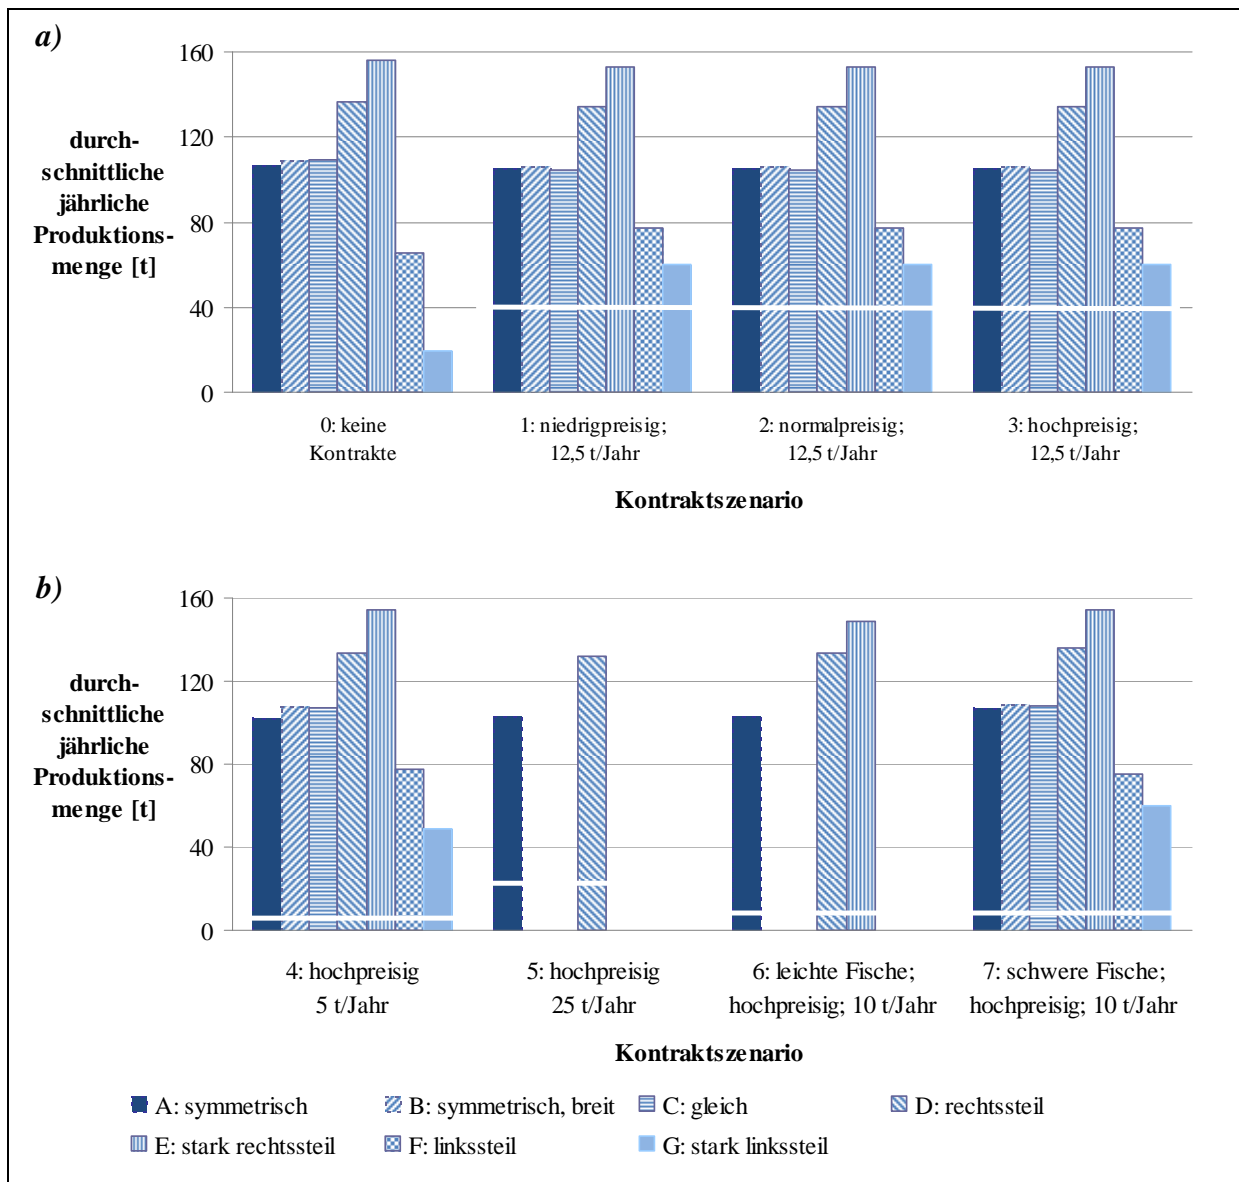 a)
durch-
schnittliche
jährliche
Produktions-
menge [t]
160
120
80
40
0
0: keine
Kontrakte
1: niedrigpreisig;
12,5 t/Jahr
2: normalpreisig;
12,5 t/Jahr
3: hochpreisig;
12,5 t/Jahr
Kontraktszenario
b)
durch-
schnittliche
jährliche
Produktions-
menge [t]
160
120
80
40
0
4: hochpreisig
5 t/Jahr
5: hochpreisig
25 t/Jahr
6: leichte Fische;
hochpreisig; 10 t/Jahr
7: schwere Fische;
hochpreisig; 10 t/Jahr
Kontraktszenario
A: symmetrisch
B: symmetrisch, breit
C: gleich
D: rechtssteil
E: stark rechtssteil
F: linkssteil
G: stark linkssteil